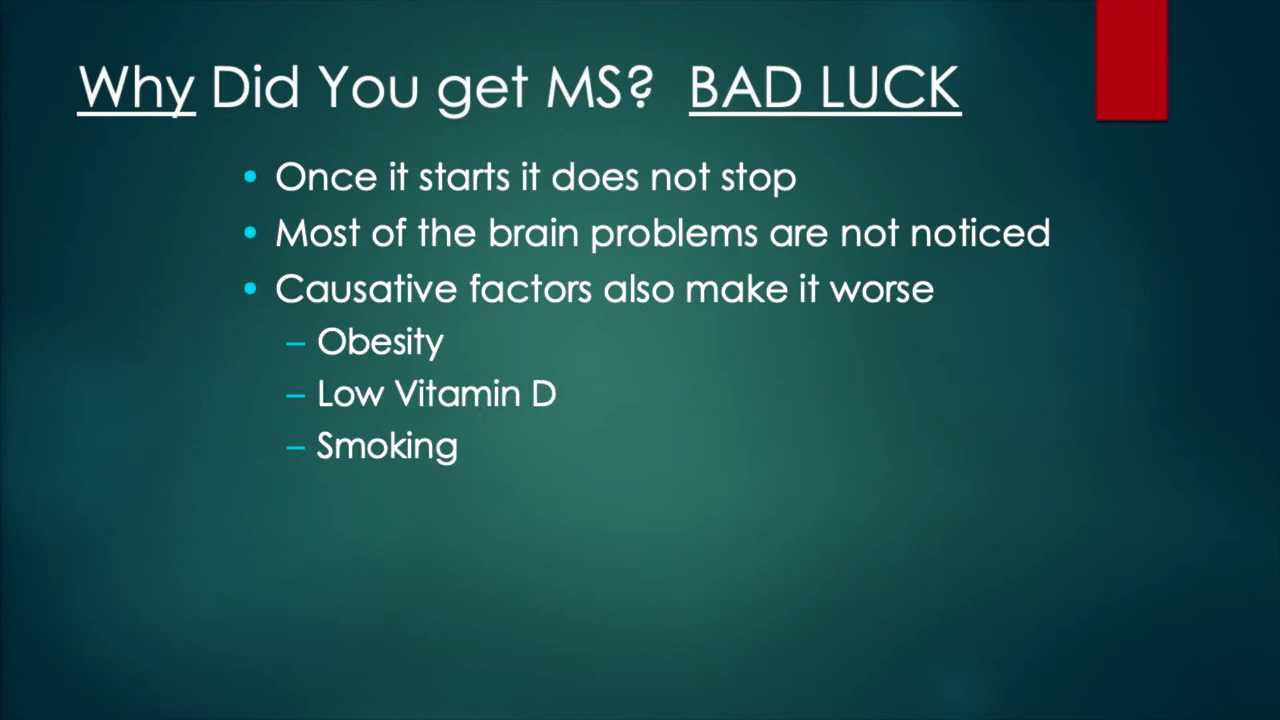 Why Did You get MS? BAD LUCK
• Once it starts it does not stop
• Most of the brain problems are not noticed
• Causative factors also make it worse
– Obesity
– Low Vitamin D
– Smoking